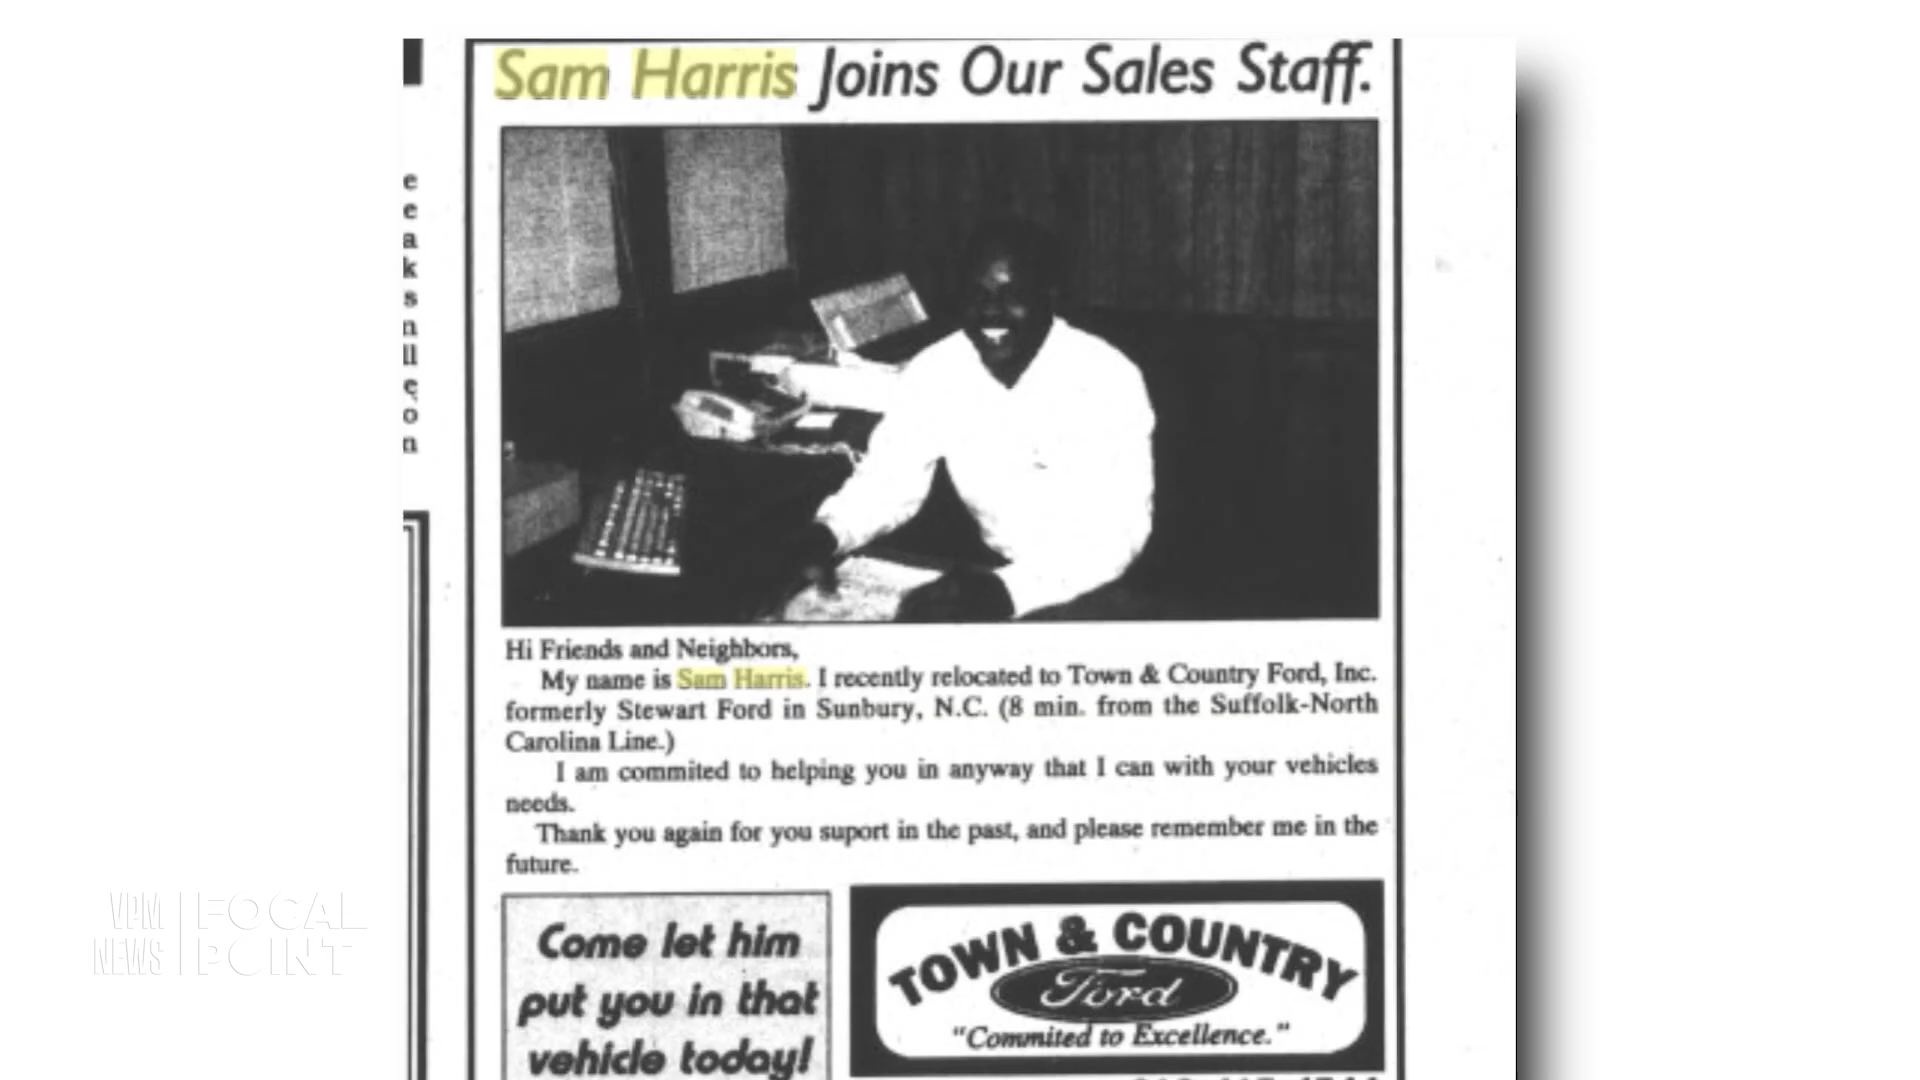 Sam Harris Joins Our Sales Staff.
e
e
a
k
s
n
ll
e
o
n
Hi Friends and Neighbors,
My name is Sam Harris. I recently relocated to Town & Country Ford, Inc.
formerly Stewart Ford in Sunbury, N.C. (8 min. from the Suffolk-North
Carolina Line.)
I am commited to helping you in anyway that I can with your vehicles
needs.
Thank you again for you suport in the past, and please remember me in the
future.
Come let him
put you in that
vehicle today!
TOWN & COUNTRY
Ford
"Commited to Excellence."
VPM
NEWS
FOCAL
POINT